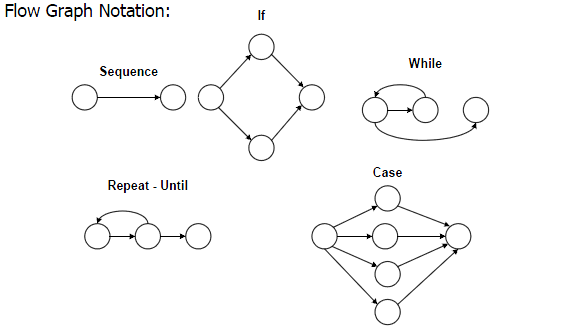 Flow Graph Notation:
If
Sequence
While
Repeat - Until
Case